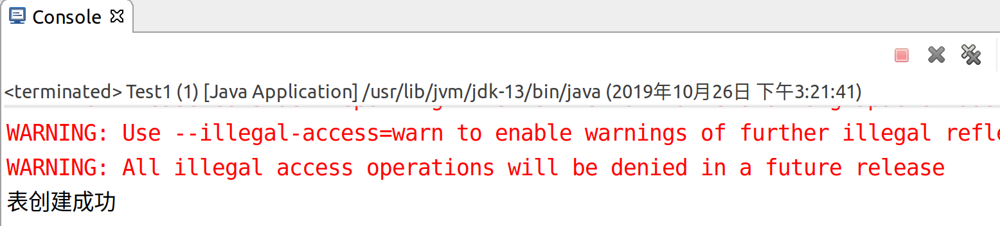 Console
<terminated> Test1 (1) [Java Application] /usr/lib/jvm/jdk-13/bin/java (2019年10月26日 下午3:21:41)
WARNING: Use --illegal-access=warn to enable warnings of further illegal refle
WARNING: All illegal access operations will be denied in a future release
表创建成功